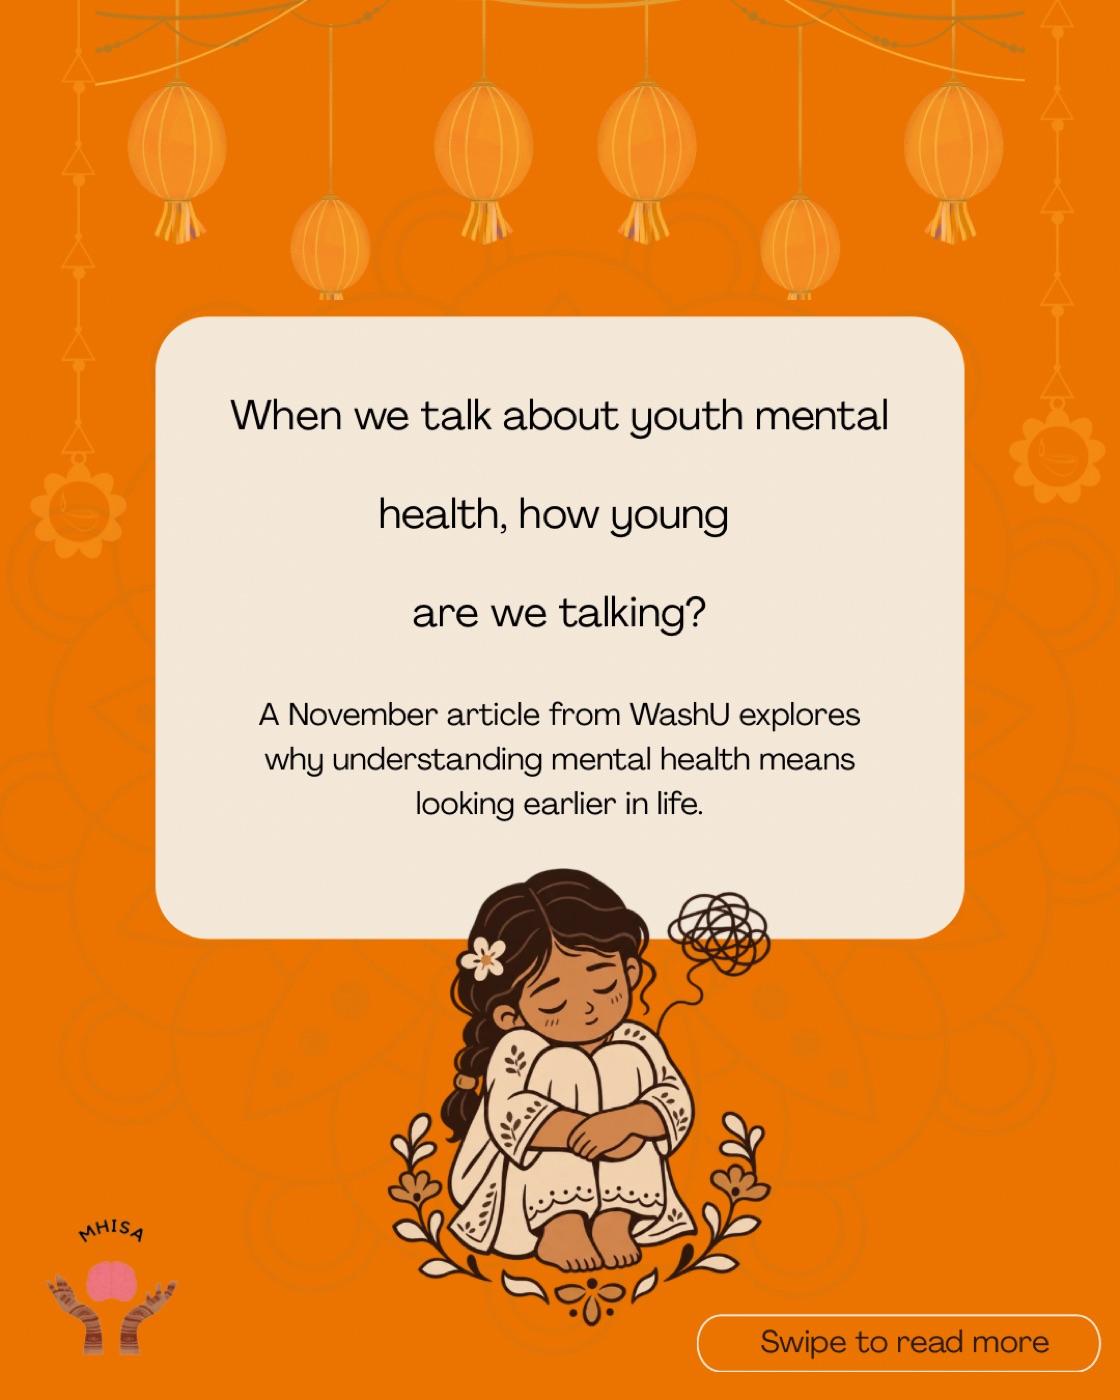 When we talk about youth mental
health, how young
are we talking?
A November article from WashU explores
why understanding mental health means
looking earlier in life.
MHISA
Swipe to read more